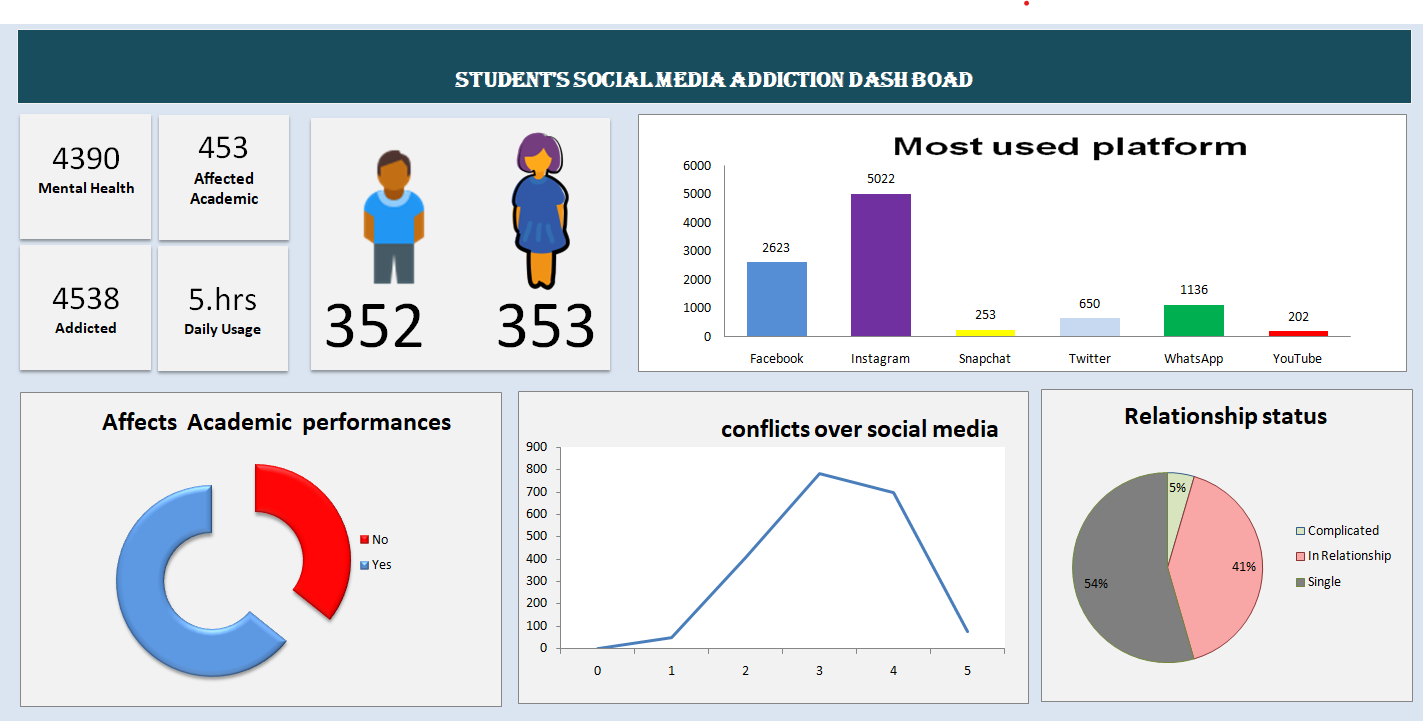 STUDENT'S SOCIAL MEDIA ADDICTION DASH BOAD
4390
Mental Health
453
Affected
Academic
4538
Addicted
5.hrs
Daily Usage
352
353
Most used platform
6000
5000
4000
3000
2000
1000
0
2623
5022
253
650
1136
202
Facebook
Instagram
Snapchat
Twitter
WhatsApp
YouTube
Affects Academic performances
No
Yes
conflicts over social media
900
800
700
600
500
400
300
200
100
0
0
1
2
3
4
5
Relationship status
5%
41%
54%
Complicated
In Relationship
Single